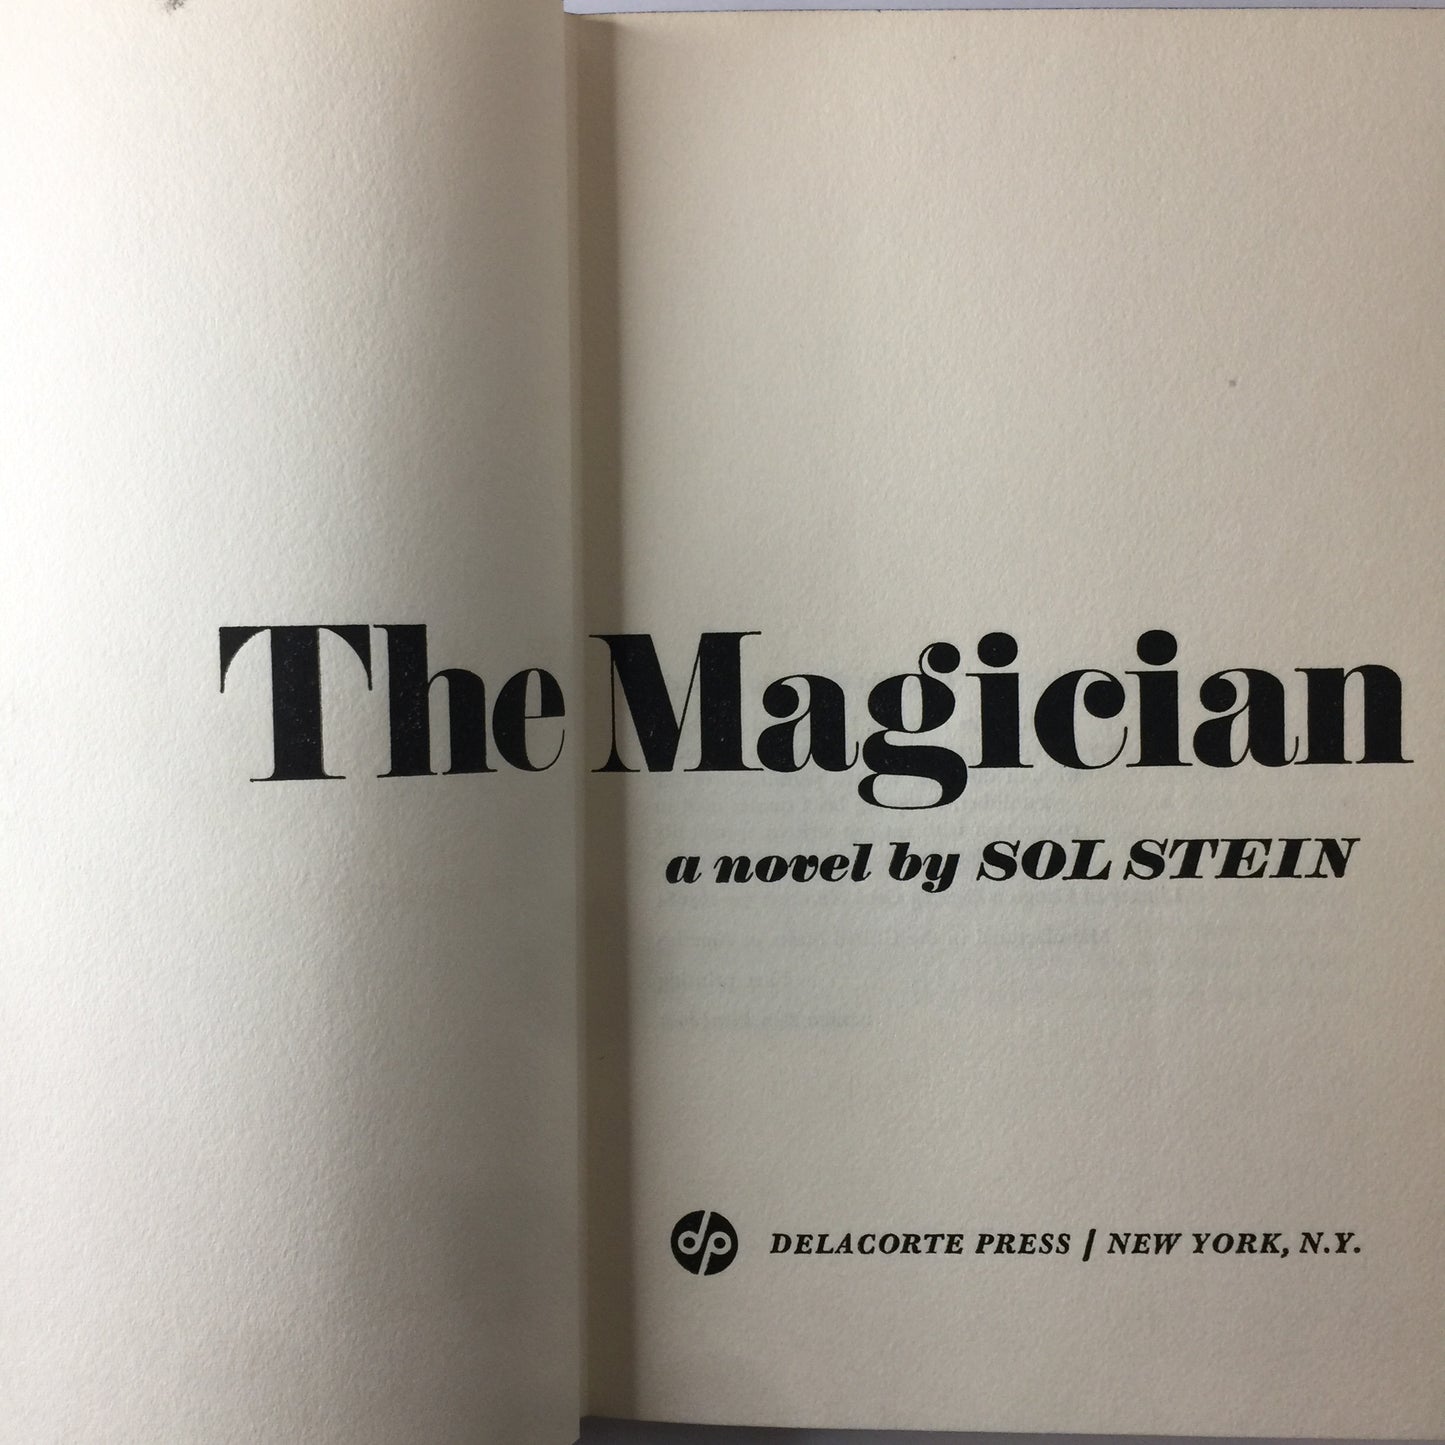 The Magician
a novel by SOL STEIN
dp DELACORTE PRESS / NEW YORK, N.Y.